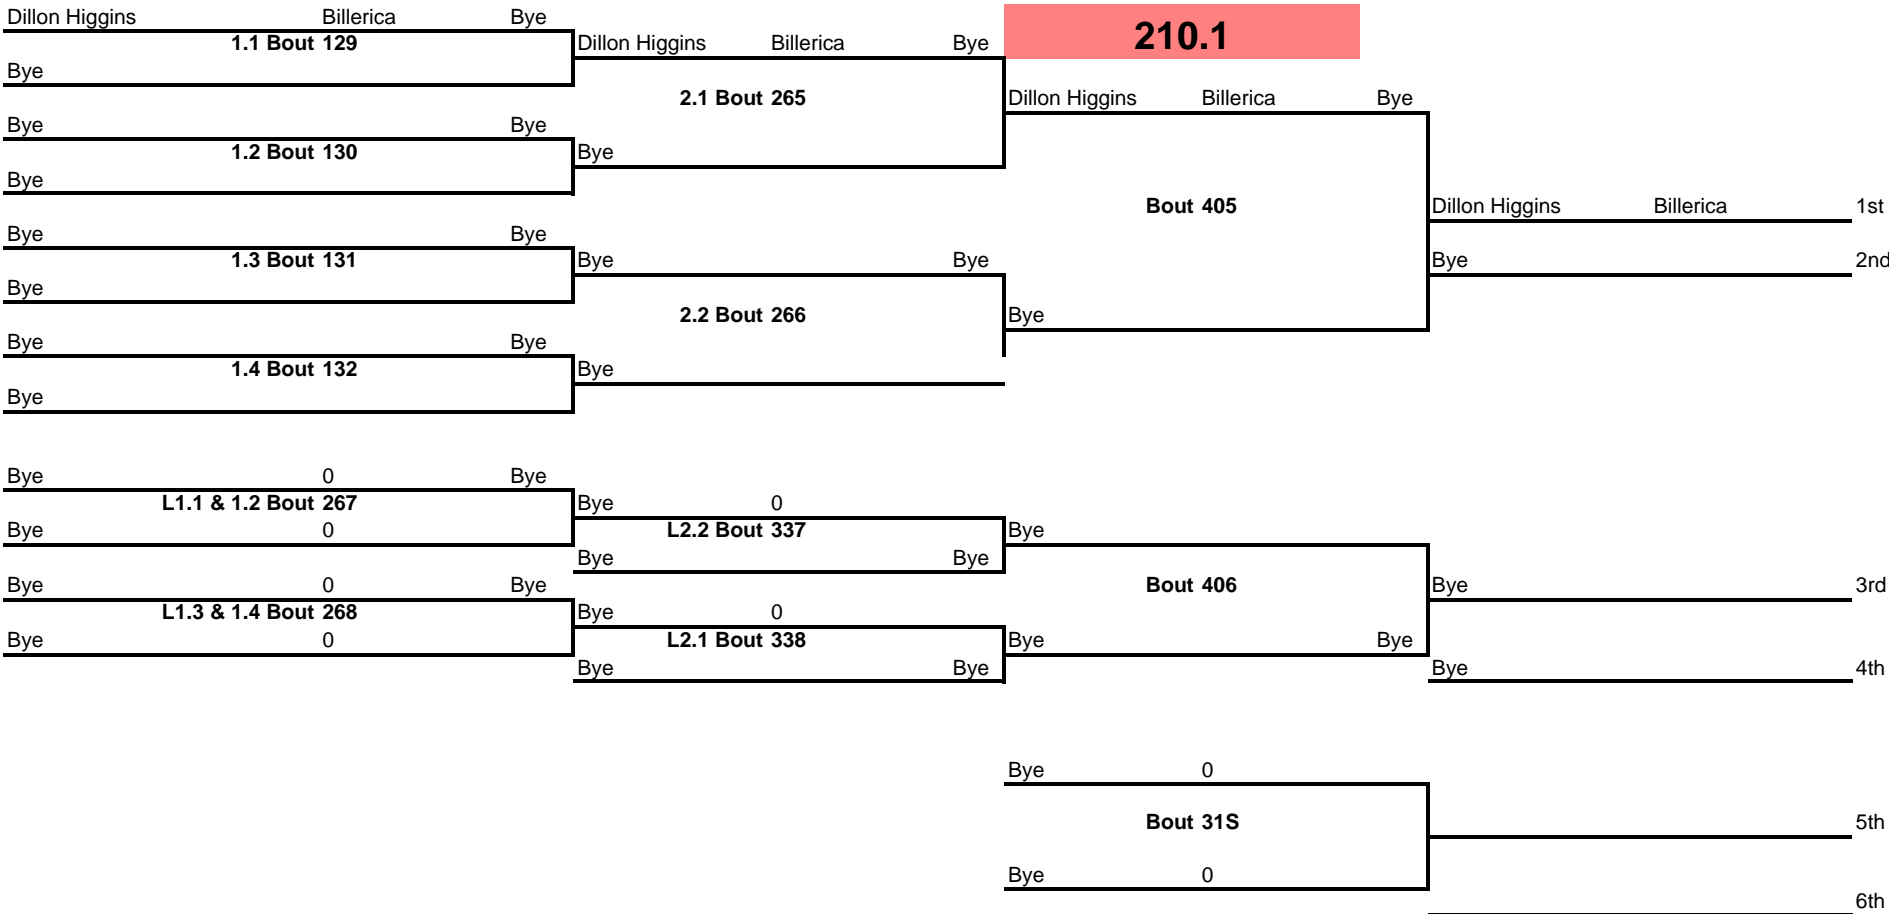 Dillon Higgins Billerica Bye
1.1 Bout 129 Dillon Higgins Billerica Bye 210.1
Bye
2.1 Bout 265 Dillon Higgins Billerica Bye
Bye Bye
1.2 Bout 130 Bye
Bye
Bout 405 Dillon Higgins Billerica 1st
Bye Bye
1.3 Bout 131 Bye Bye Bye 2nd
Bye
2.2 Bout 266 Bye
Bye Bye
1.4 Bout 132 Bye
Bye
Bye 0 Bye
L1.1 & 1.2 Bout 267 Bye 0
Bye 0 L2.2 Bout 337 Bye
Bye Bye
Bye 0 Bye Bout 406 Bye 3rd
L1.3 & 1.4 Bout 268 Bye 0
Bye 0 L2.1 Bout 338 Bye Bye
Bye Bye Bye 4th
Bye 0
Bout 31S 5th
Bye 0
6th